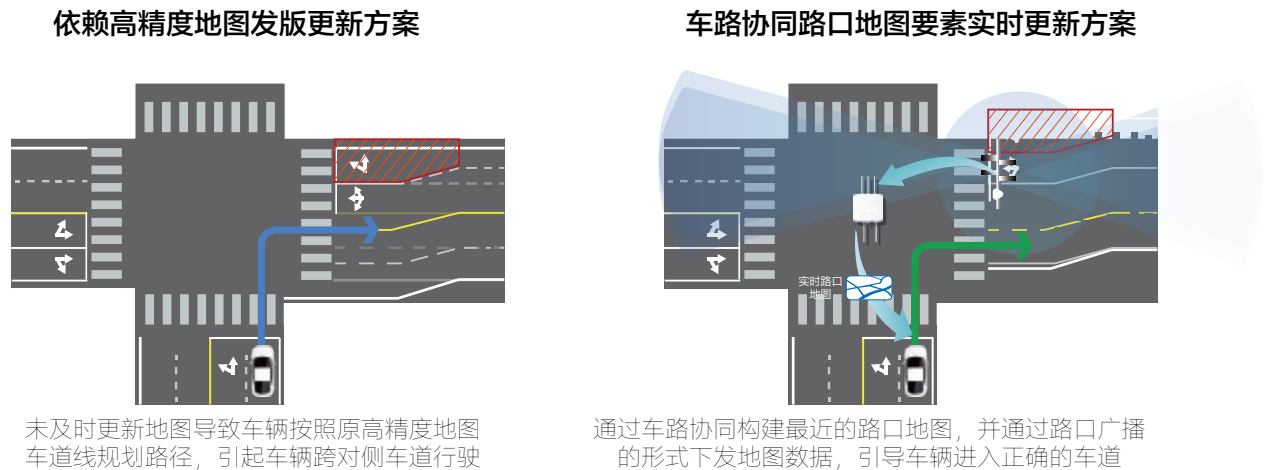 依赖高精度地图发版更新方案
车路协同路口地图要素实时更新方案
实时路口
地图
未及时更新地图导致车辆按照原高精度地图
车道线规划路径，引起车辆跨对侧车道行驶
通过车路协同构建最近的路口地图，并通过路口广播
的形式下发地图数据，引导车辆进入正确的车道